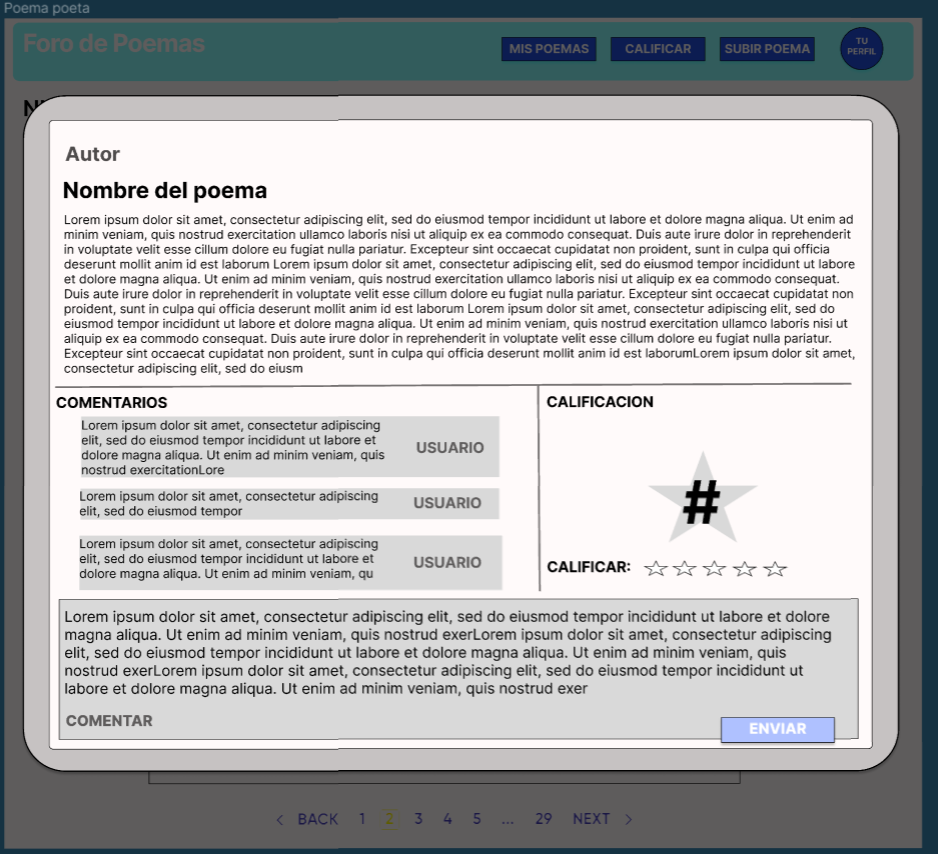 Poema poeta
Foro de Poemas
MIS POEMAS
CALIFICAR
SUBIR POEMA
TU
PERFIL
Autor
Nombre del poema
Lorem ipsum dolor sit amet, consectetur adipiscing elit, sed do eiusmod tempor incididunt ut labore et dolore magna aliqua. Ut enim ad
minim veniam, quis nostrud exercitation ullamco laboris nisi ut aliquip ex ea commodo consequat. Duis aute irure dolor in reprehenderit
in voluptate velit esse cillum dolore eu fugiat nulla pariatur. Excepteur sint occaecat cupidatat non proident, sunt in culpa qui officia
deserunt mollit anim id est laborum Lorem ipsum dolor sit amet, consectetur adipiscing elit, sed do eiusmod tempor incididunt ut labore
et dolore magna aliqua. Ut enim ad minim veniam, quis nostrud exercitation ullamco laboris nisi ut aliquip ex ea commodo consequat.
Duis aute irure dolor in reprehenderit in voluptate velit esse cillum dolore eu fugiat nulla pariatur. Excepteur sint occaecat cupidatat non
proident, sunt in culpa qui officia deserunt mollit anim id est laborum Lorem ipsum dolor sit amet, consectetur adipiscing elit, sed do
eiusmod tempor incididunt ut labore et dolore magna aliqua. Ut enim ad minim veniam, quis nostrud exercitation ullamco laboris nisi ut
aliquip ex ea commodo consequat. Duis aute irure dolor in reprehenderit in voluptate velit esse cillum dolore eu fugiat nulla pariatur.
Excepteur sint occaecat cupidatat non proident, sunt in culpa qui officia deserunt mollit anim id est laborumLorem ipsum dolor sit amet,
consectetur adipiscing elit, sed do eiusm
COMENTARIOS
Lorem ipsum dolor sit amet, consectetur adipiscing
elit, sed do eiusmod tempor incididunt ut labore et
dolore magna aliqua. Ut enim ad minim veniam, quis
nostrud exercitationLore
USUARIO
Lorem ipsum dolor sit amet, consectetur adipiscing
elit, sed do eiusmod tempor
USUARIO
Lorem ipsum dolor sit amet, consectetur adipiscing
elit, sed do eiusmod tempor incididunt ut labore et
dolore magna aliqua. Ut enim ad minim veniam, qu
USUARIO
CALIFICACION
#
CALIFICAR:
Lorem ipsum dolor sit amet, consectetur adipiscing elit, sed do eiusmod tempor incididunt ut labore et dolore
magna aliqua. Ut enim ad minim veniam, quis nostrud exerLorem ipsum dolor sit amet, consectetur adipiscing
elit, sed do eiusmod tempor incididunt ut labore et dolore magna aliqua. Ut enim ad minim veniam, quis
nostrud exerLorem ipsum dolor sit amet, consectetur adipiscing elit, sed do eiusmod tempor incididunt ut
labore et dolore magna aliqua. Ut enim ad minim veniam, quis nostrud exer
COMENTAR
ENVIAR
< BACK 1 2 3 4 5 ... 29 NEXT >